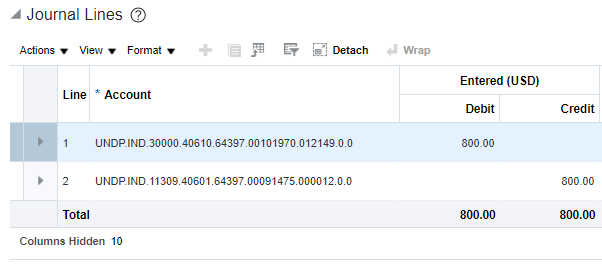 Journal Lines ?
Actions View Format Detach Wrap
Entered (USD)
Line * Account Debit Credit
1 UNDP.IND.30000.40610.64397.00101970.012149.0.0 800.00
2 UNDP.IND.11309.40601.64397.00091475.000012.0.0 800.00
Total 800.00 800.00
Columns Hidden 10